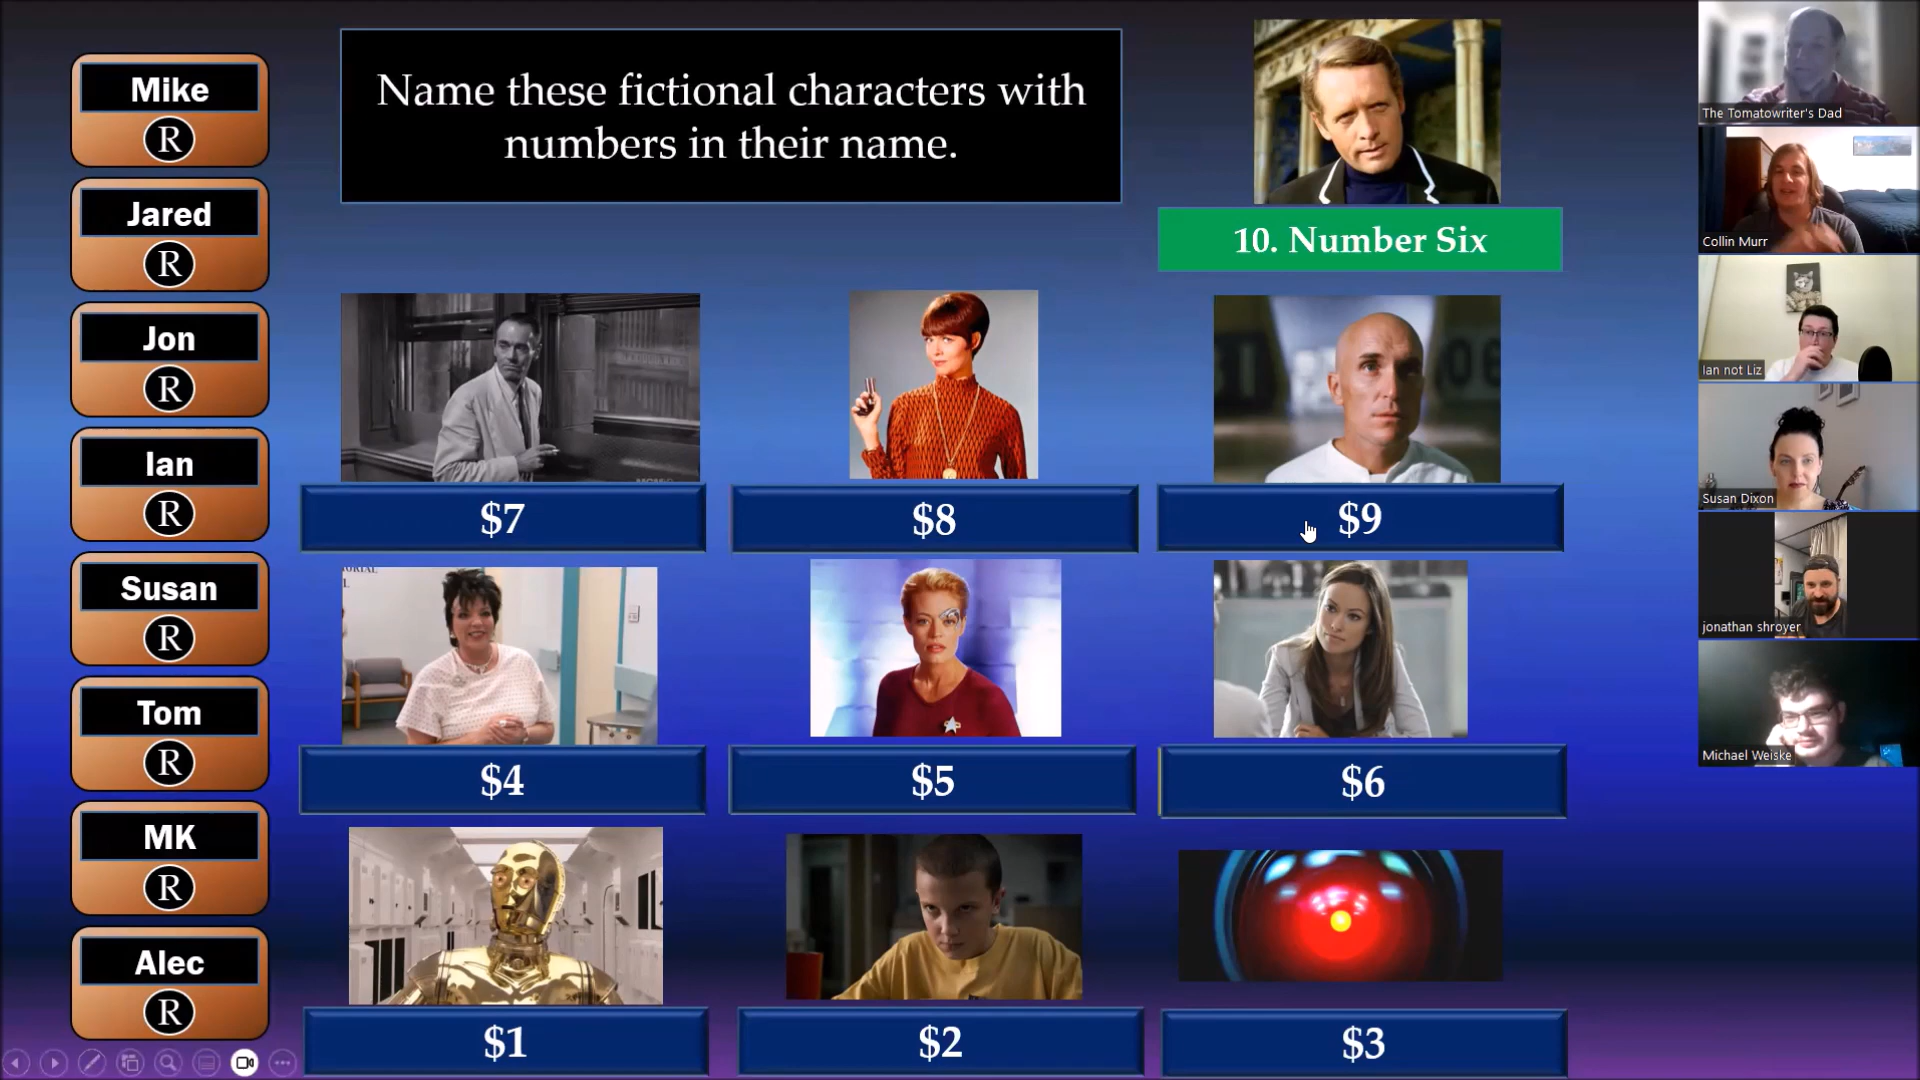 Name these fictional characters with
numbers in their name.
10. Number Six
Mike
R
Jared
R
Jon
R
Ian
R
Susan
R
Tom
R
MK
R
Alec
R
$7
$8
$9
$4
$5
$6
$1
$2
$3
The Tomatowriter's Dad
Collin Murr
Ian not Liz
Susan Dixon
jonathan shroyer
Michael Weiske